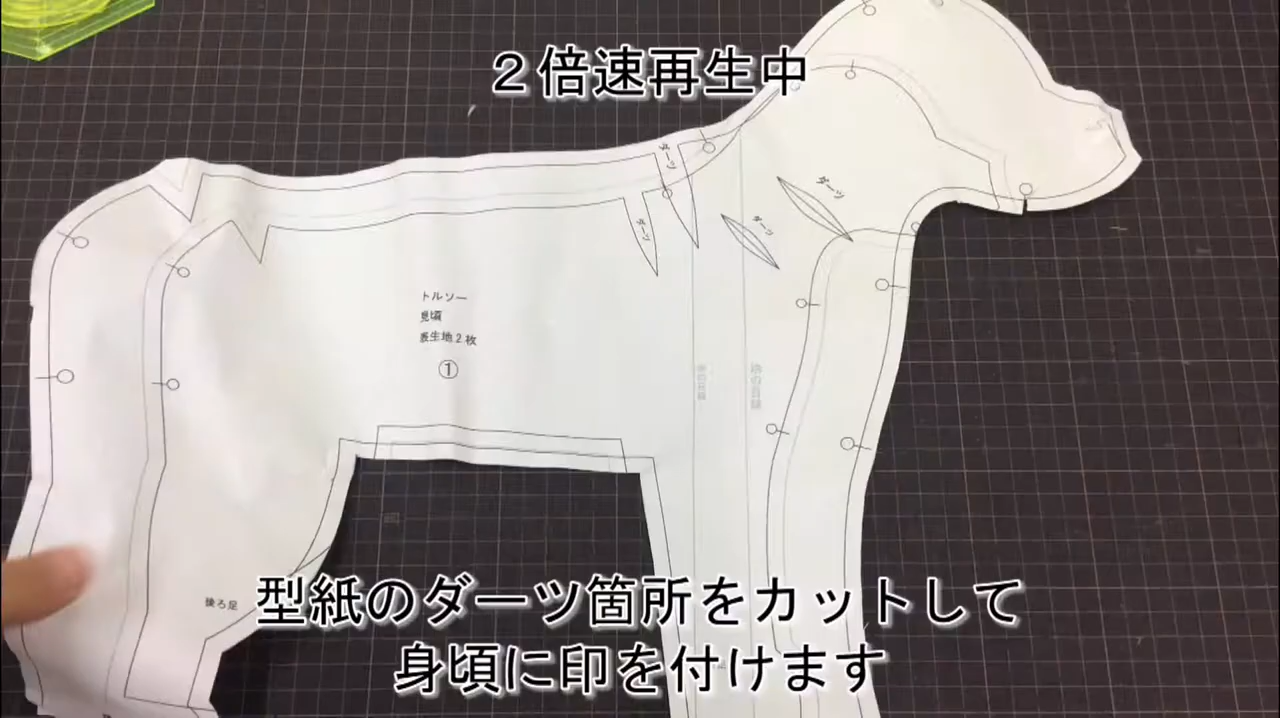 ２倍速再生中
ダーツ
ダーツ
ダーツ
ダーツ
トルソー
見頃
表生地２枚
①
後ろ足
型紙のダーツ箇所をカットして
身頃に印を付けます